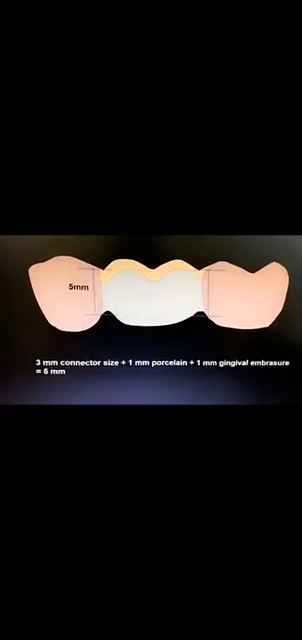 5mm
3 mm connector size + 1 mm porcelain + 1 mm gingival embrasure
= 5 mm